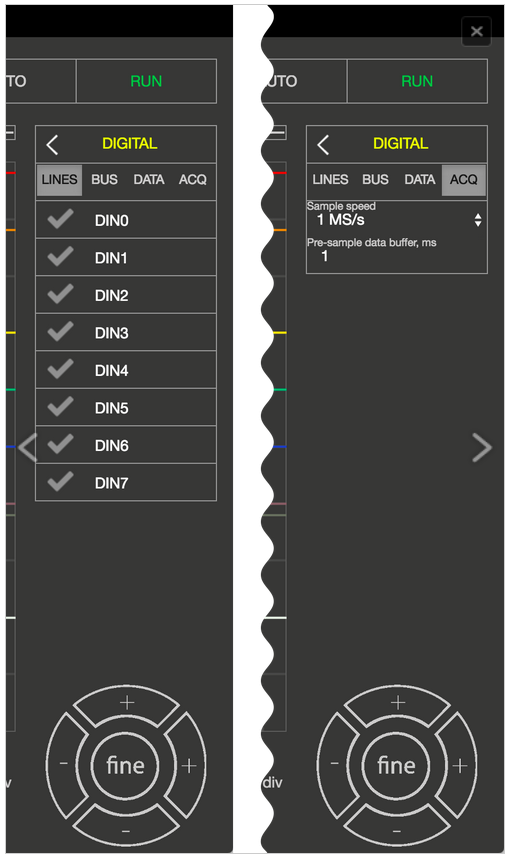 TO RUN
DIGITAL
LINES BUS DATA ACQ
DIN0
DIN1
DIN2
DIN3
DIN4
DIN5
DIN6
DIN7
+
- fine +
-
v
UTO RUN
DIGITAL
LINES BUS DATA ACQ
Sample speed
1 MS/s
Pre-sample data buffer, ms
1
+
- fine +
-
div